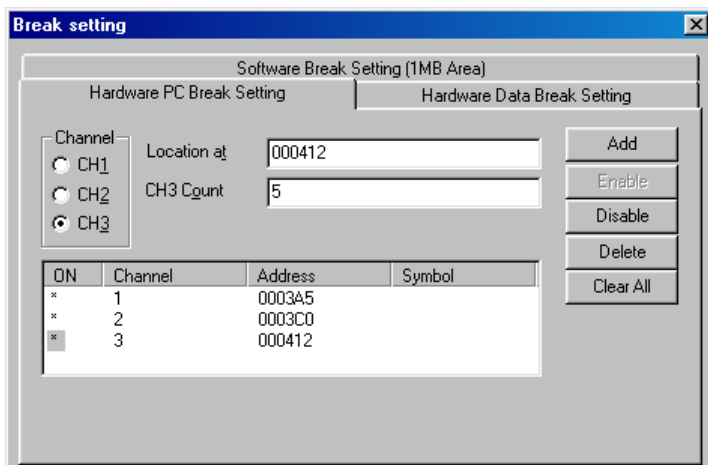 Break setting
Software Break Setting (1MB Area)
Hardware PC Break Setting Hardware Data Break Setting
Channel
CH1
CH2
CH3
Location at 000412
CH3 Count 5
Add
Enable
Disable
Delete
Clear All
ON Channel Address Symbol
* 1 0003A5
* 2 0003C0
* 3 000412